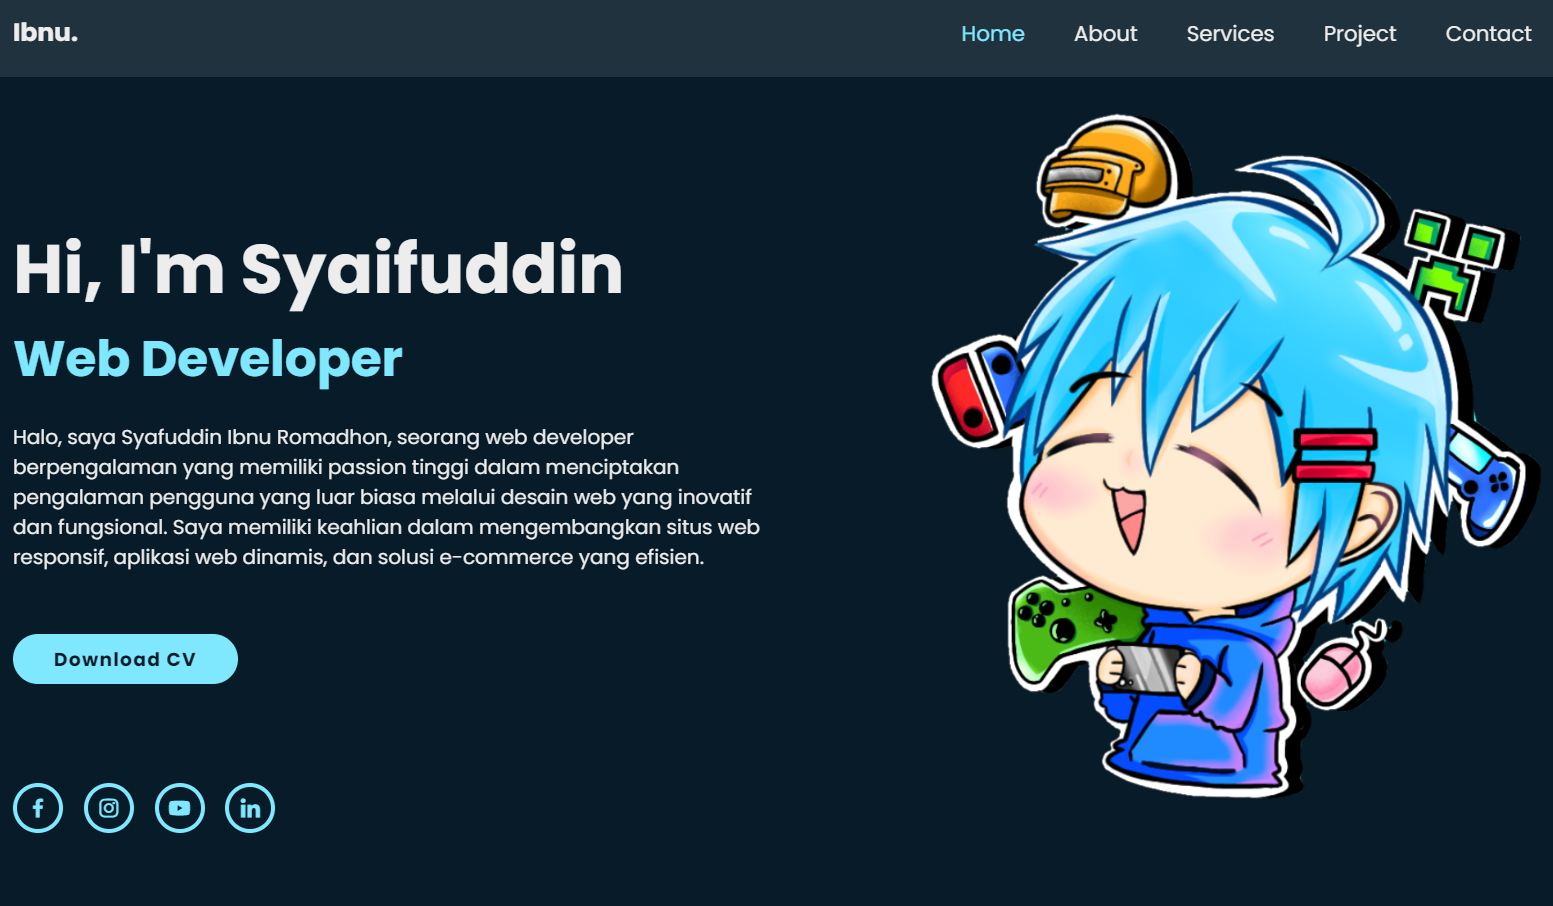 Ibnu.
Home About Services Project Contact
Hi, I'm Syaifuddin
Web Developer
Halo, saya Syafuddin Ibnu Romadhon, seorang web developer
berpengalaman yang memiliki passion tinggi dalam menciptakan
pengalaman pengguna yang luar biasa melalui desain web yang inovatif
dan fungsional. Saya memiliki keahlian dalam mengembangkan situs web
responsif, aplikasi web dinamis, dan solusi e-commerce yang efisien.
Download CV